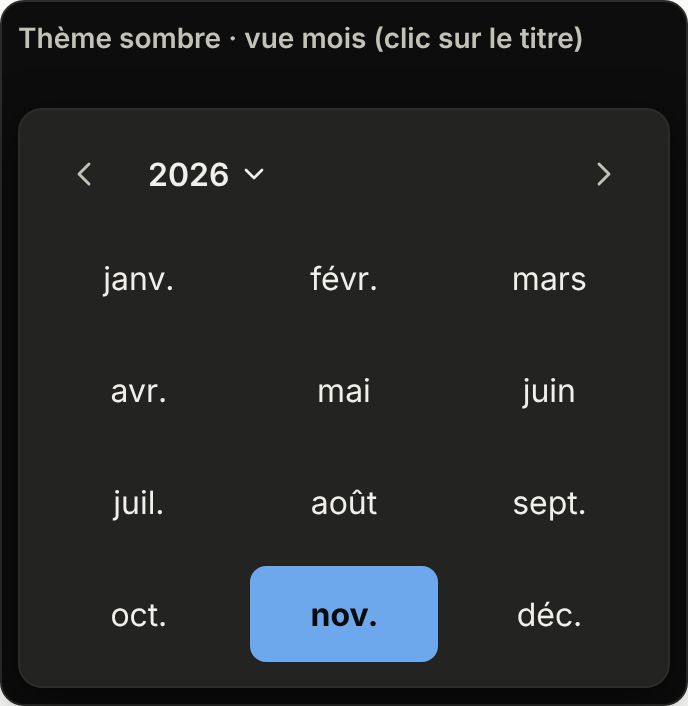 Thème sombre · vue mois (clic sur le titre)
2026
janv. févr. mars
avr. mai juin
juil. août sept.
oct. nov. déc.